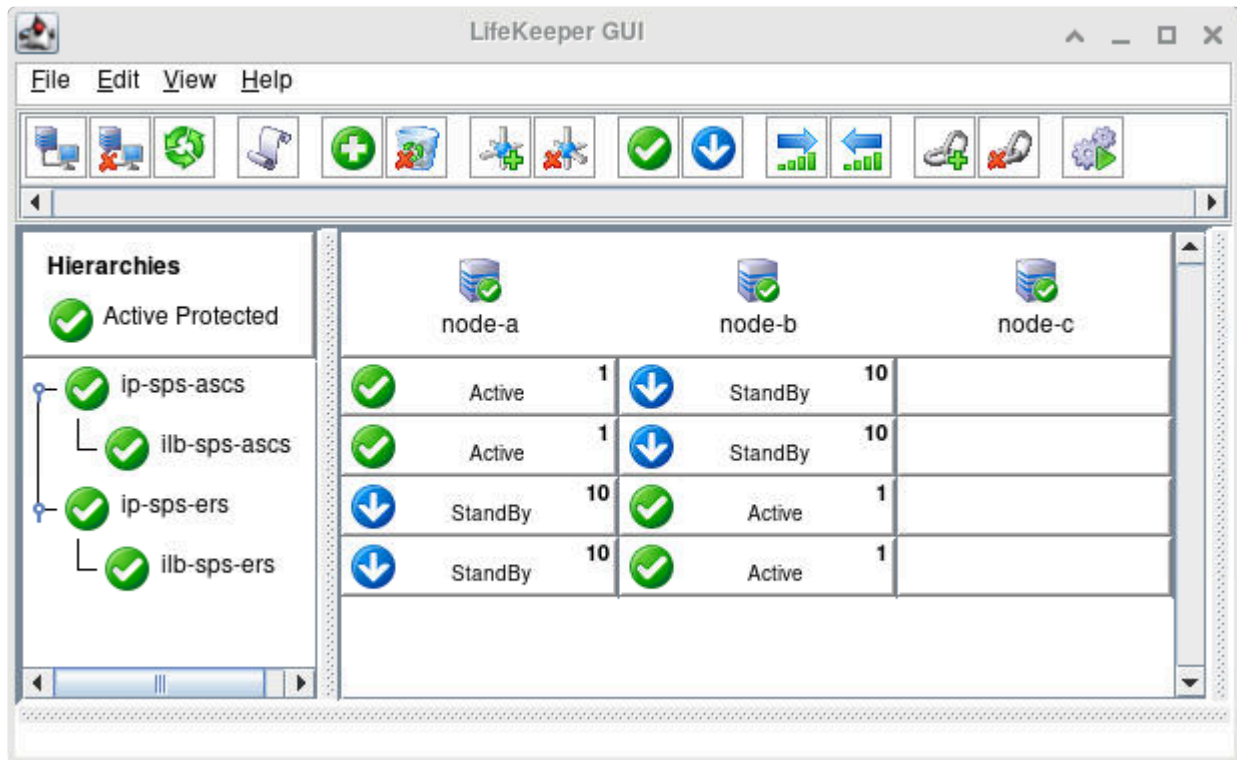 LifeKeeper GUI
File Edit View Help
Hierarchies
Active Protected
node-a node-b node-c
ip-sps-ascs Active 1 StandBy 10
ilb-sps-ascs Active 1 StandBy 10
ip-sps-ers StandBy 10 Active 1
ilb-sps-ers StandBy 10 Active 1